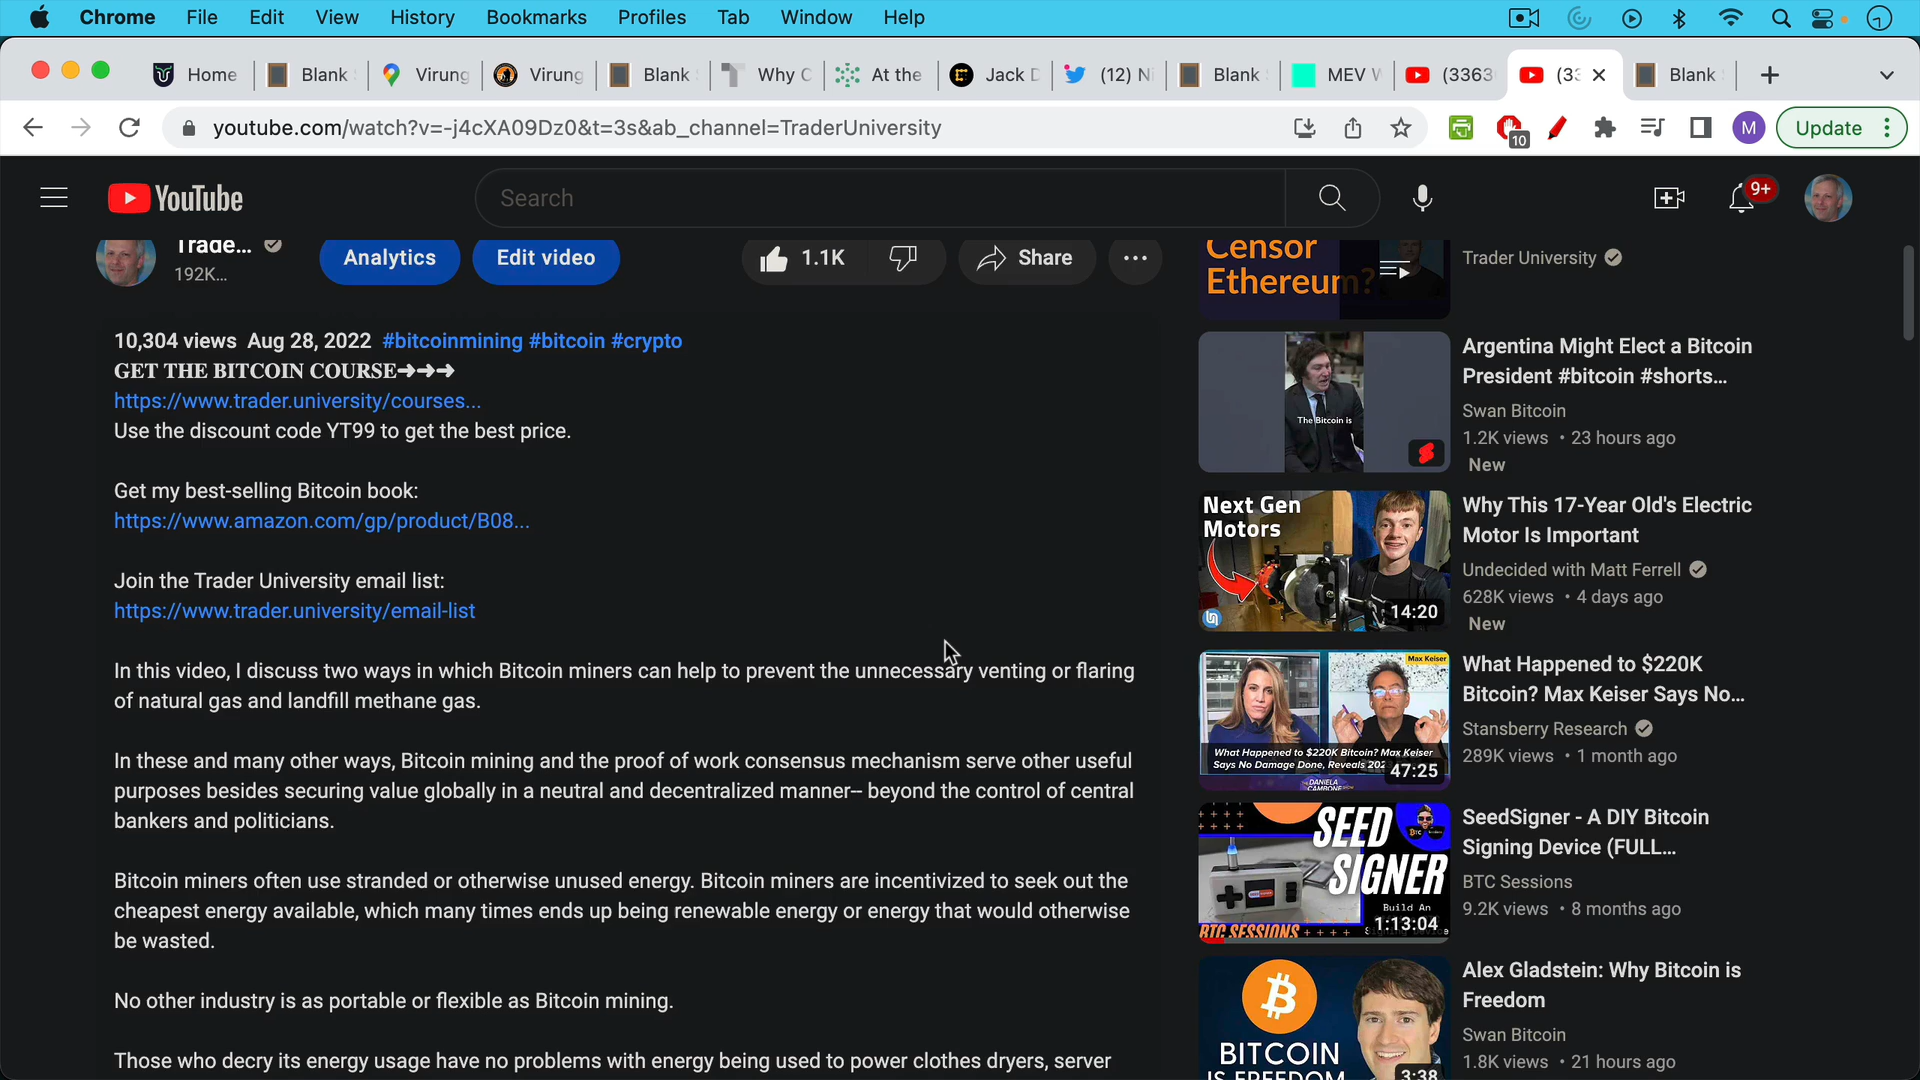 Chrome File Edit View History Bookmarks Profiles Tab Window Help
Home Blank Virung Virung Blank Why C At the Jack D (12) Ni Blank MEV W (3363 (33 Blank
youtube.com/watch?v=-j4cXA09Dz0&t=3s&ab_channel=TraderUniversity
10
M
Update
YouTube
Search
9+
Trade...
192K...
Analytics
Edit video
1.1K
Share
10,304 views Aug 28, 2022 #bitcoinmining #bitcoin #crypto
GET THE BITCOIN COURSE➜➜➜
https://www.trader.university/courses...
Use the discount code YT99 to get the best price.
Get my best-selling Bitcoin book:
https://www.amazon.com/gp/product/B08...
Join the Trader University email list:
https://www.trader.university/email-list
In this video, I discuss two ways in which Bitcoin miners can help to prevent the unnecessary venting or flaring
of natural gas and landfill methane gas.
In these and many other ways, Bitcoin mining and the proof of work consensus mechanism serve other useful
purposes besides securing value globally in a neutral and decentralized manner-- beyond the control of central
bankers and politicians.
Bitcoin miners often use stranded or otherwise unused energy. Bitcoin miners are incentivized to seek out the
cheapest energy available, which many times ends up being renewable energy or energy that would otherwise
be wasted.
No other industry is as portable or flexible as Bitcoin mining.
Those who decry its energy usage have no problems with energy being used to power clothes dryers, server
Censor
Ethereum?
Trader University
The Bitcoin is
Argentina Might Elect a Bitcoin
President #bitcoin #shorts...
Swan Bitcoin
1.2K views • 23 hours ago
New
Next Gen
Motors
14:20
Why This 17-Year Old's Electric
Motor Is Important
Undecided with Matt Ferrell
628K views • 4 days ago
New
Max Keiser
What Happened to $220K Bitcoin? Max Keiser
Says No Damage Done, Reveals 202
THE DANIELA
CAMBONE
47:25
What Happened to $220K
Bitcoin? Max Keiser Says No...
Stansberry Research
289K views • 1 month ago
SEED
SIGNER
Build An
BTC SESSIONS
1:13:04
SeedSigner - A DIY Bitcoin
Signing Device (FULL...
BTC Sessions
9.2K views • 8 months ago
BITCOIN
IS FREEDOM
3:38
Alex Gladstein: Why Bitcoin is
Freedom
Swan Bitcoin
1.8K views • 21 hours ago